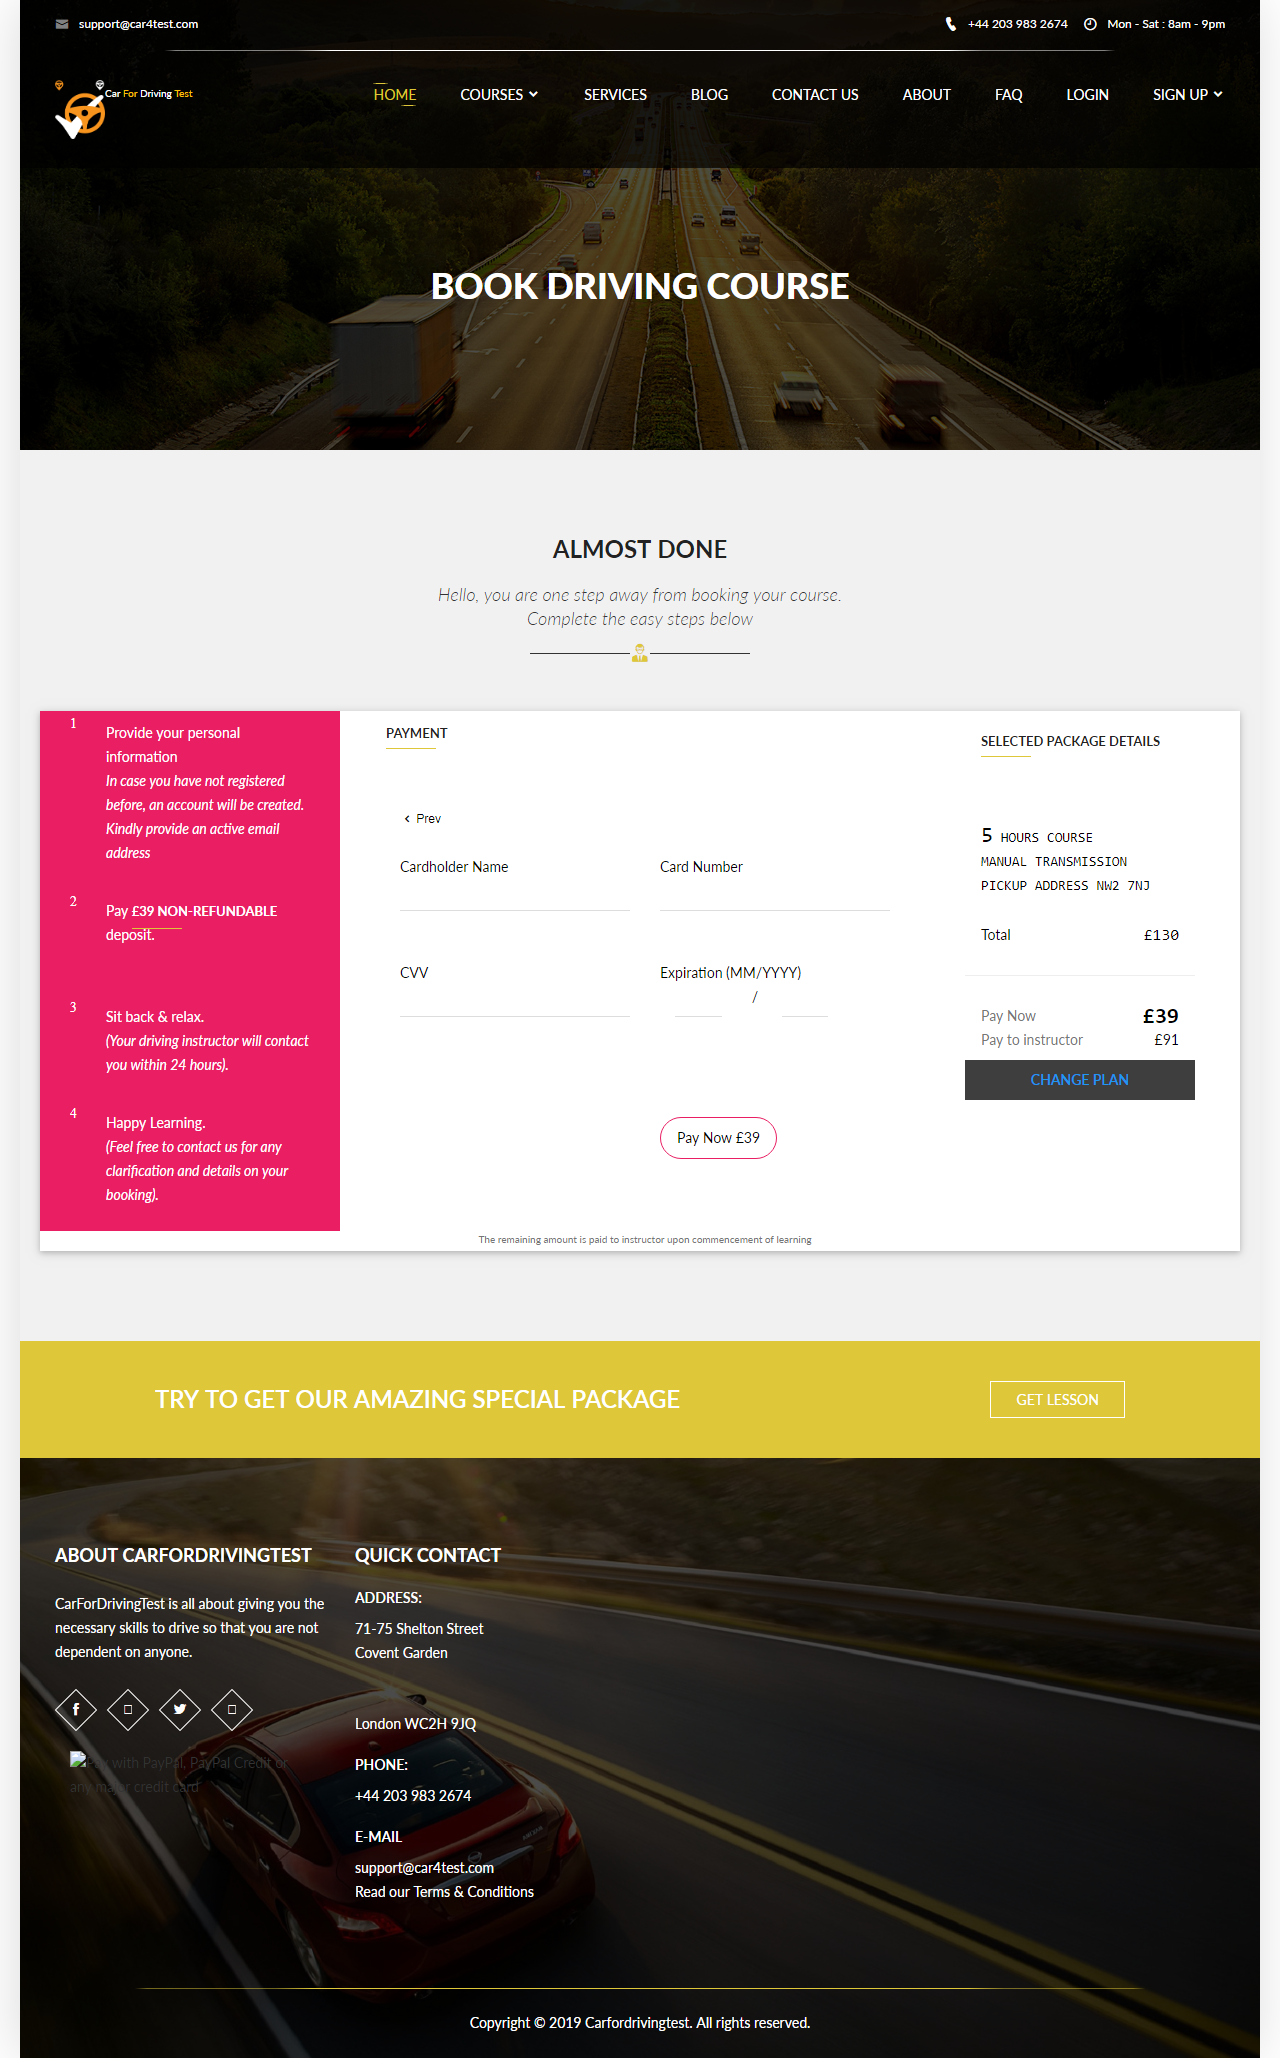 support@car4test.com
+44 203 983 2674
Mon - Sat : 8am - 9pm
Car For Driving Test
HOME
COURSES
SERVICES
BLOG
CONTACT US
ABOUT
FAQ
LOGIN
SIGN UP
BOOK DRIVING COURSE
ALMOST DONE
Hello, you are one step away from booking your course.
Complete the easy steps below
1
Provide your personal
information
In case you have not registered
before, an account will be created.
Kindly provide an active email
address
2
Pay £39 NON-REFUNDABLE
deposit.
3
Sit back & relax.
(Your driving instructor will contact
you within 24 hours).
4
Happy Learning.
(Feel free to contact us for any
clarification and details on your
booking).
PAYMENT
Prev
Cardholder Name
Card Number
CVV
Expiration (MM/YYYY)
/
Pay Now £39
SELECTED PACKAGE DETAILS
5 HOURS COURSE
MANUAL TRANSMISSION
PICKUP ADDRESS NW2 7NJ
Total £130
Pay Now £39
Pay to instructor £91
CHANGE PLAN
The remaining amount is paid to instructor upon commencement of learning
TRY TO GET OUR AMAZING SPECIAL PACKAGE
GET LESSON
ABOUT CARFORDRIVINGTEST
CarForDrivingTest is all about giving you the
necessary skills to drive so that you are not
dependent on anyone.
Pay with PayPal, PayPal Credit or
any major credit card
QUICK CONTACT
ADDRESS:
71-75 Shelton Street
Covent Garden
London WC2H 9JQ
PHONE:
+44 203 983 2674
E-MAIL
support@car4test.com
Read our Terms & Conditions
Copyright © 2019 Carfordrivingtest. All rights reserved.